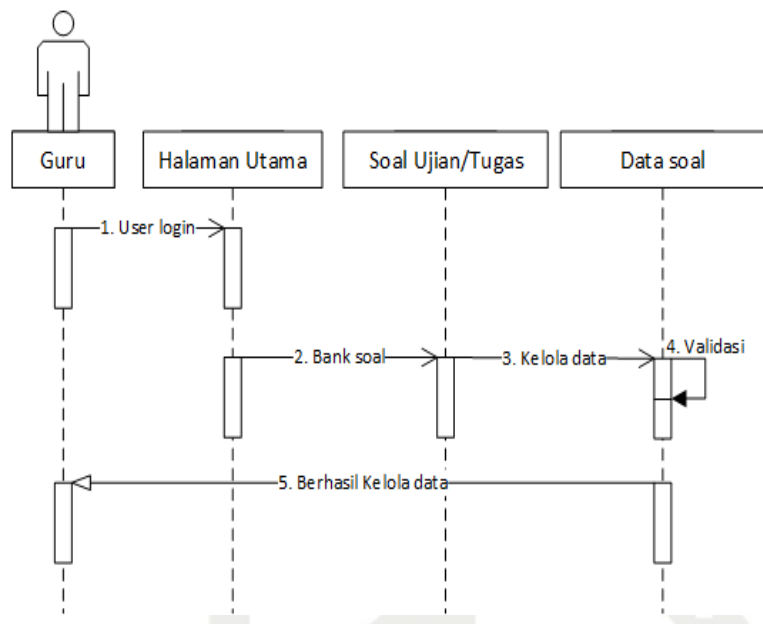 Guru
Halaman Utama
Soal Ujian/Tugas
Data soal
1. User login
2. Bank soal
3. Kelola data
4. Validasi
5. Berhasil Kelola data